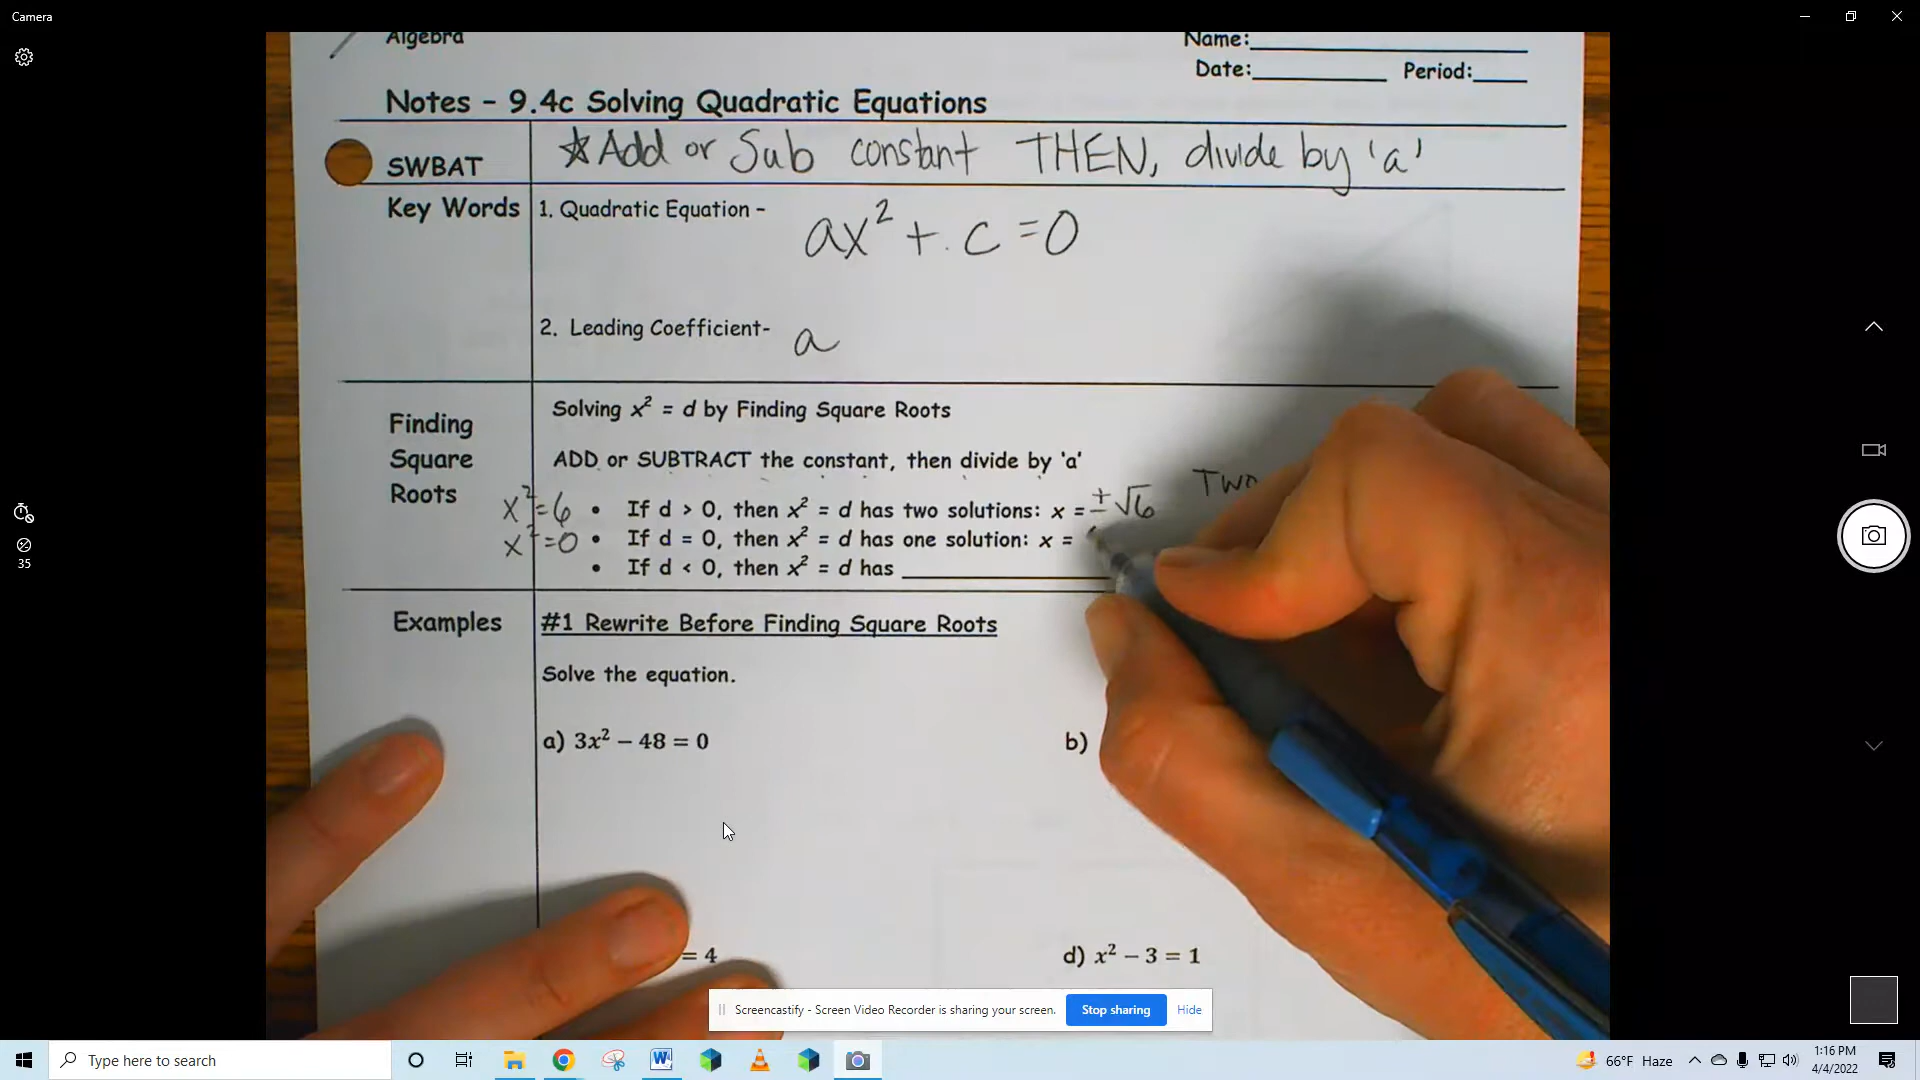 Camera
Algebra
Name:
Date: Period:
Notes - 9.4c Solving Quadratic Equations
SWBAT ☆Add or Sub constant THEN, divide by 'a'
Key Words 1. Quadratic Equation - ax² + c = 0
2. Leading Coefficient- a
Finding Square Roots
Solving x² = d by Finding Square Roots
ADD or SUBTRACT the constant, then divide by 'a'
x² = 6 • If d > 0, then x² = d has two solutions: x = ±√6 Two
x² = 0 • If d = 0, then x² = d has one solution: x =
• If d < 0, then x² = d has
Examples #1 Rewrite Before Finding Square Roots
Solve the equation.
a) 3x² − 48 = 0 b)
= 4 d) x² − 3 = 1
35
Screencastify - Screen Video Recorder is sharing your screen. Stop sharing Hide
Type here to search
66°F Haze
1:16 PM
4/4/2022